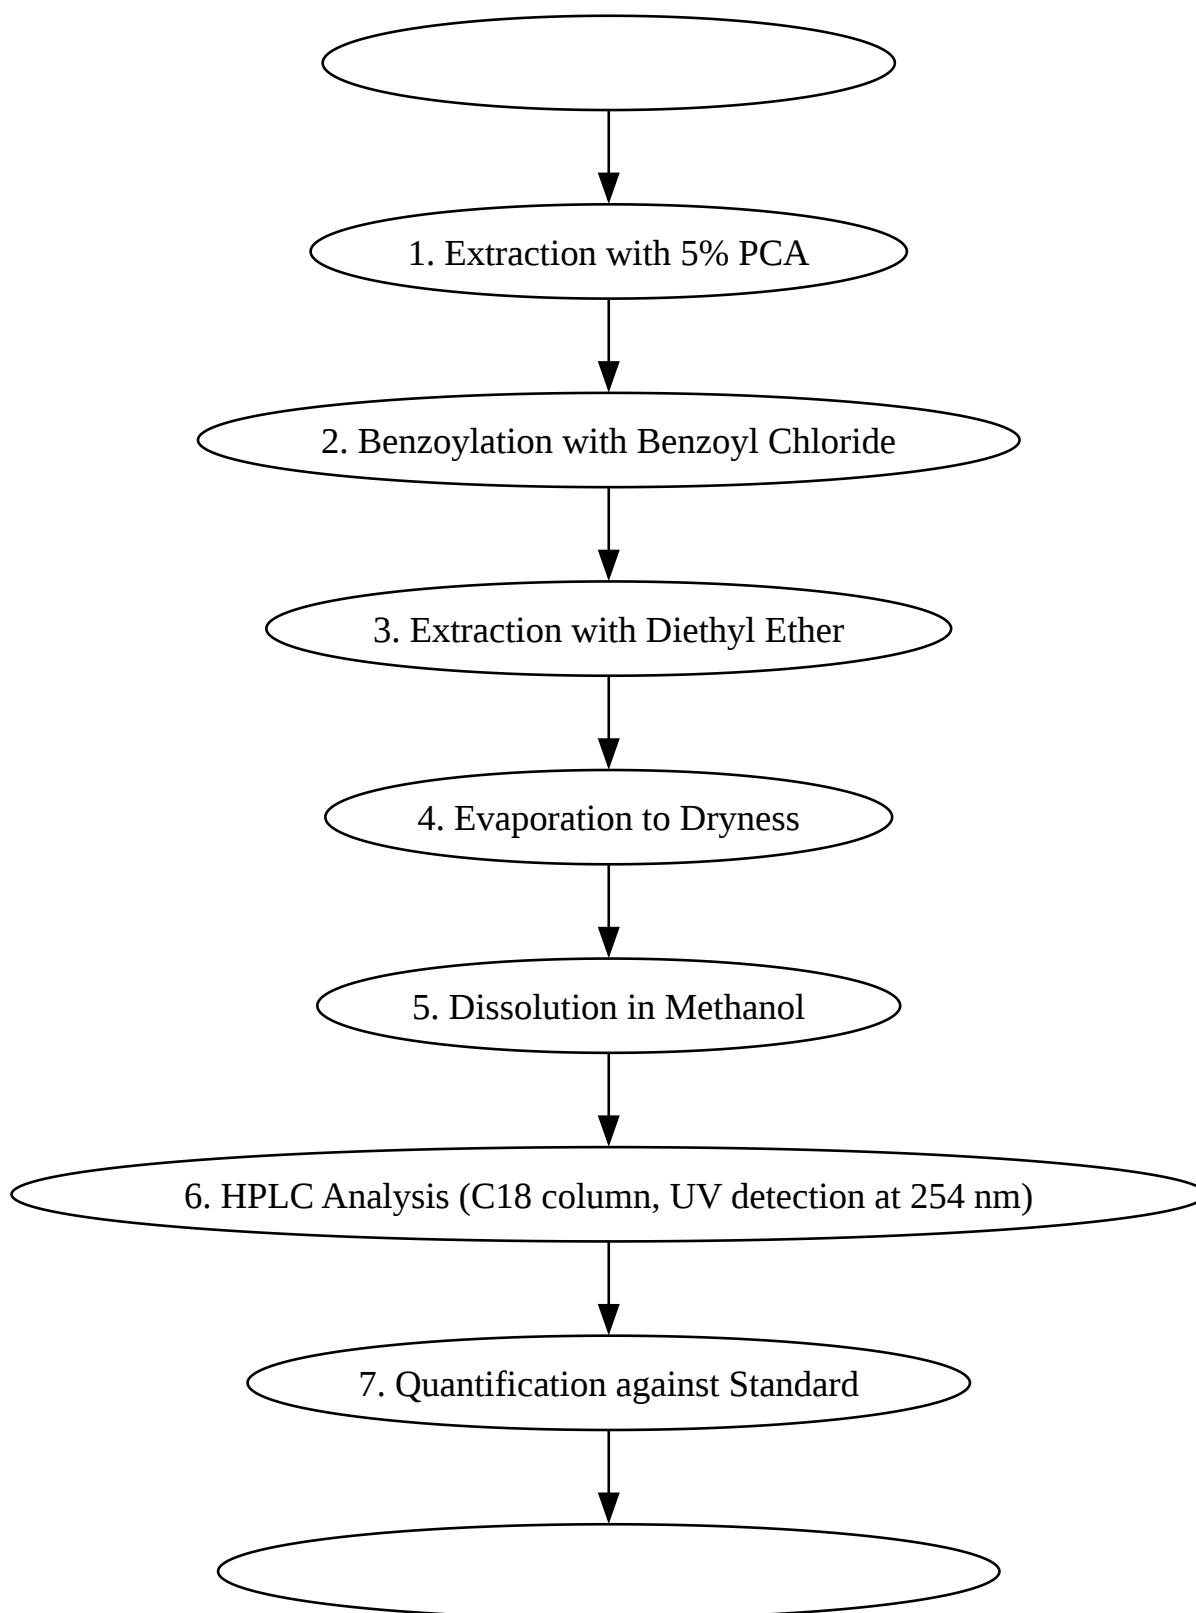 1. Extraction with 5% PCA
2. Benzoylation with Benzoyl Chloride
3. Extraction with Diethyl Ether
4. Evaporation to Dryness
5. Dissolution in Methanol
6. HPLC Analysis (C18 column, UV detection at 254 nm)
7. Quantification against Standard